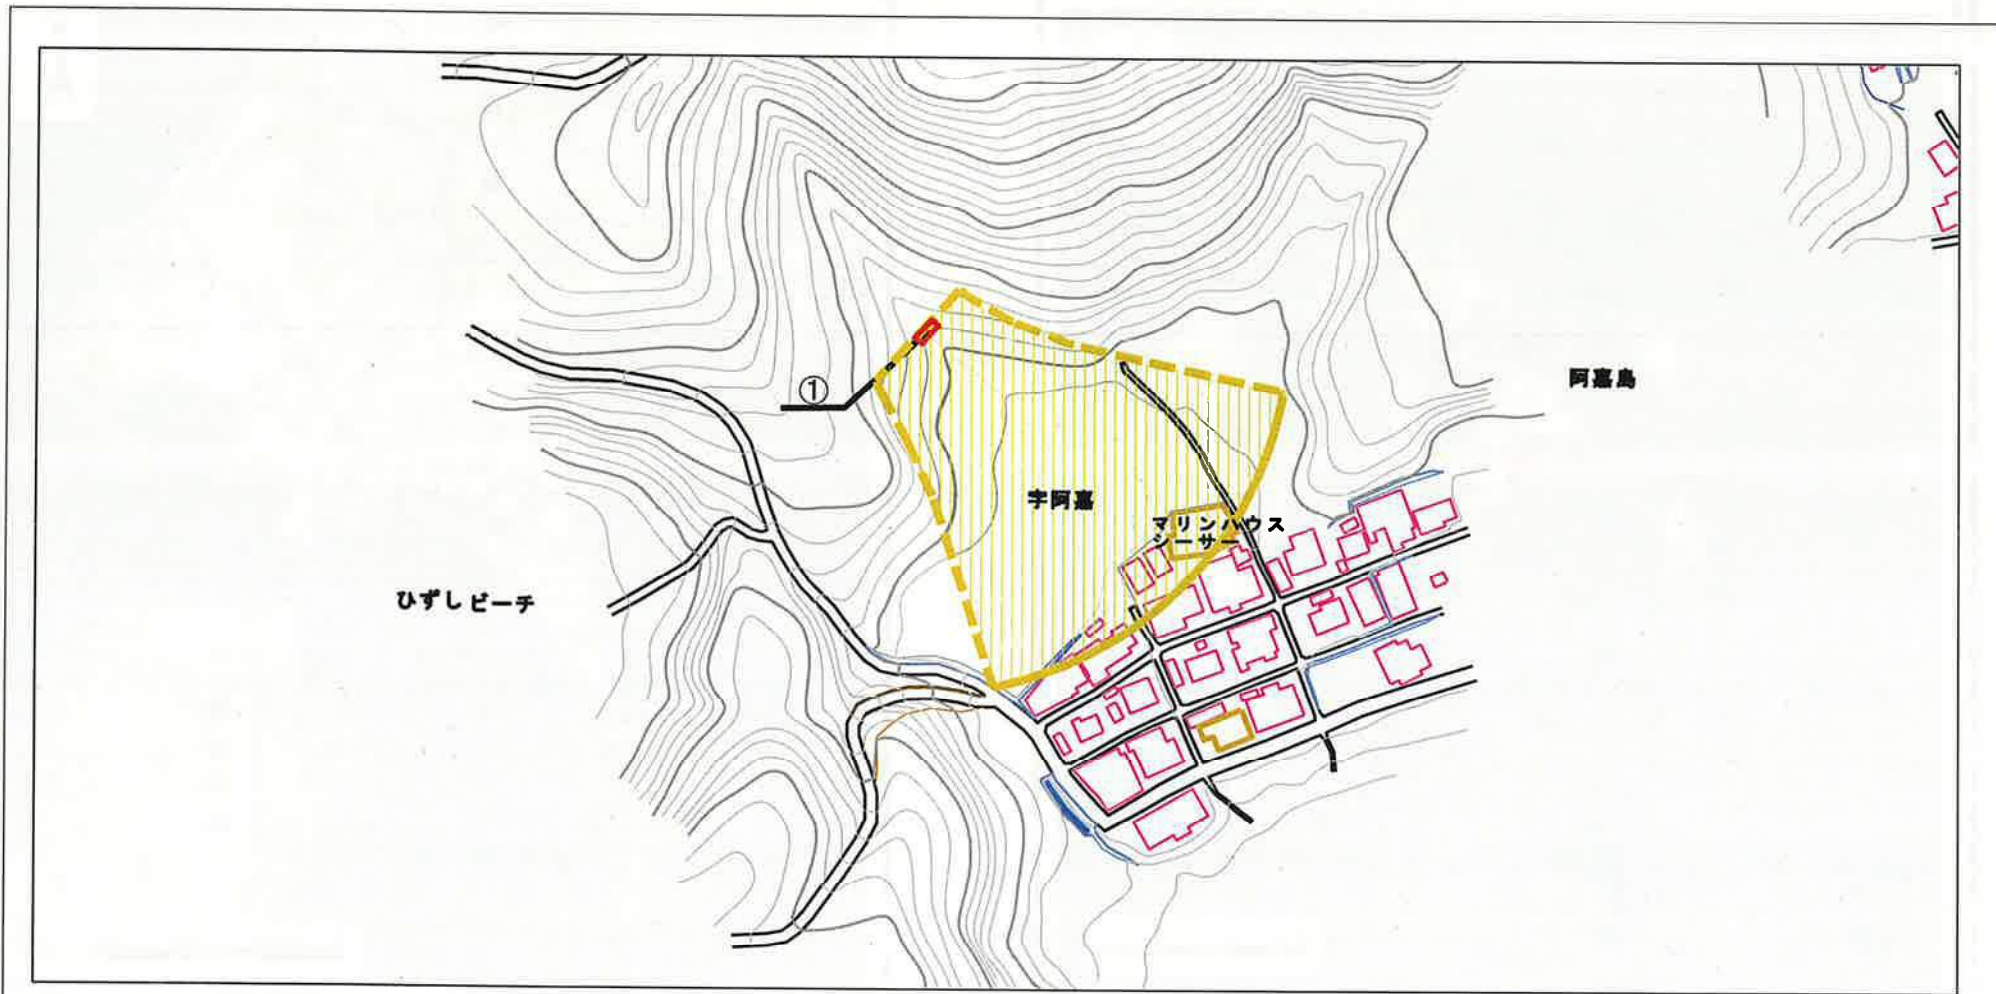 ①
阿嘉島
字阿嘉
マリンハウス
シーサー
ひずしビーチ